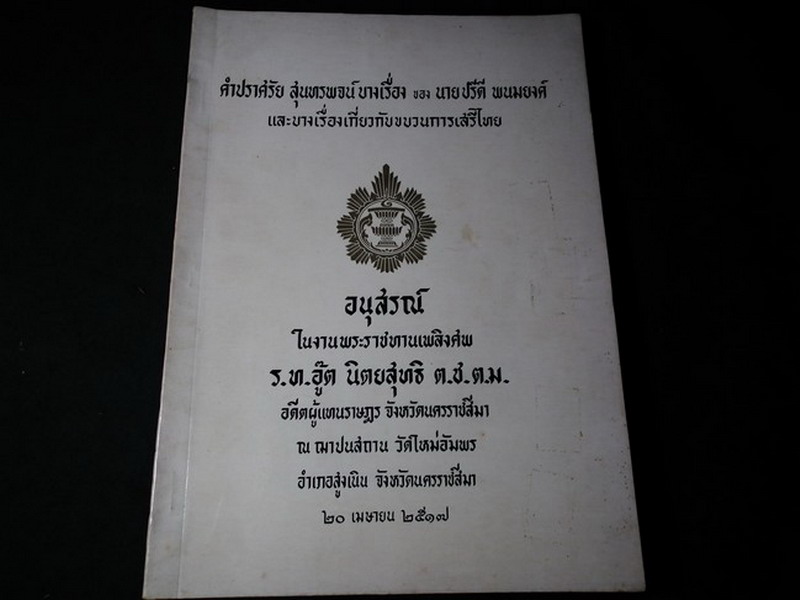 คำปราศรัย สุนทรพจน์บางเรื่อง ของ นายปรีดี พนมยงค์
และบางเรื่องเกี่ยวกับขบวนการเสรีไทย
อนุสรณ์
ในงานพระราชทานเพลิงศพ
ร.ท.อู๊ต นิตยสุทธิ ต.ช.ต.ม.
อดีตผู้แทนราษฎร จังหวัดนครราชสีมา
ณ ฌาปนสถาน วัดใหม่อัมพร
อำเภอสูงเนิน จังหวัดนครราชสีมา
๒๐ เมษายน ๒๕๑๗